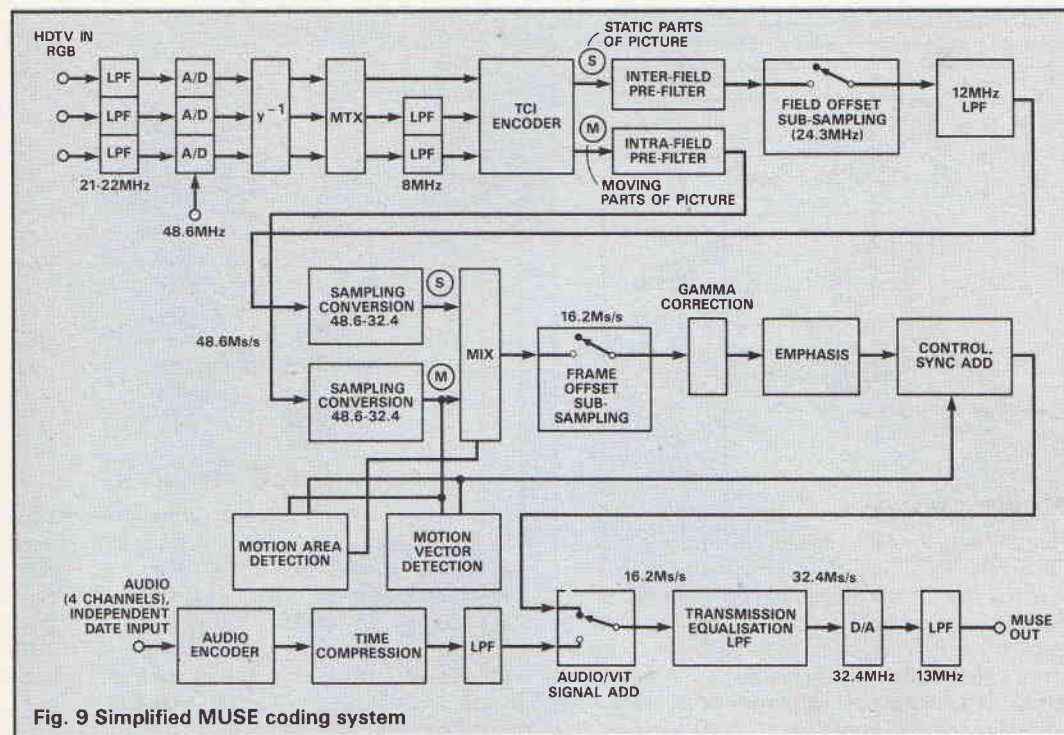 HDTV IN
RGB
LPF
LPF
LPF
21-22MHz
A/D
A/D
A/D
48.6MHz
γ⁻¹
MTX
LPF
LPF
8MHz
TCI
ENCODER
STATIC PARTS
OF PICTURE
S
M
MOVING
PARTS OF PICTURE
INTER-FIELD
PRE-FILTER
INTRA-FIELD
PRE-FILTER
FIELD OFFSET
SUB-SAMPLING
(24.3MHz)
12MHz
LPF
48.6Ms/s
SAMPLING
CONVERSION
48.6-32.4
S
SAMPLING
CONVERSION
48.6-32.4
M
MIX
16.2Ms/s
FRAME
OFFSET
SUB-
SAMPLING
GAMMA
CORRECTION
EMPHASIS
CONTROL,
SYNC ADD
MOTION AREA
DETECTION
MOTION
VECTOR
DETECTION
AUDIO
(4 CHANNELS),
INDEPENDENT
DATE INPUT
AUDIO
ENCODER
TIME
COMPRESSION
LPF
AUDIO/VIT
SIGNAL ADD
16.2Ms/s
TRANSMISSION
EQUALISATION
LPF
32.4Ms/s
D/A
32.4MHz
LPF
13MHz
MUSE
OUT
Fig. 9 Simplified MUSE coding system